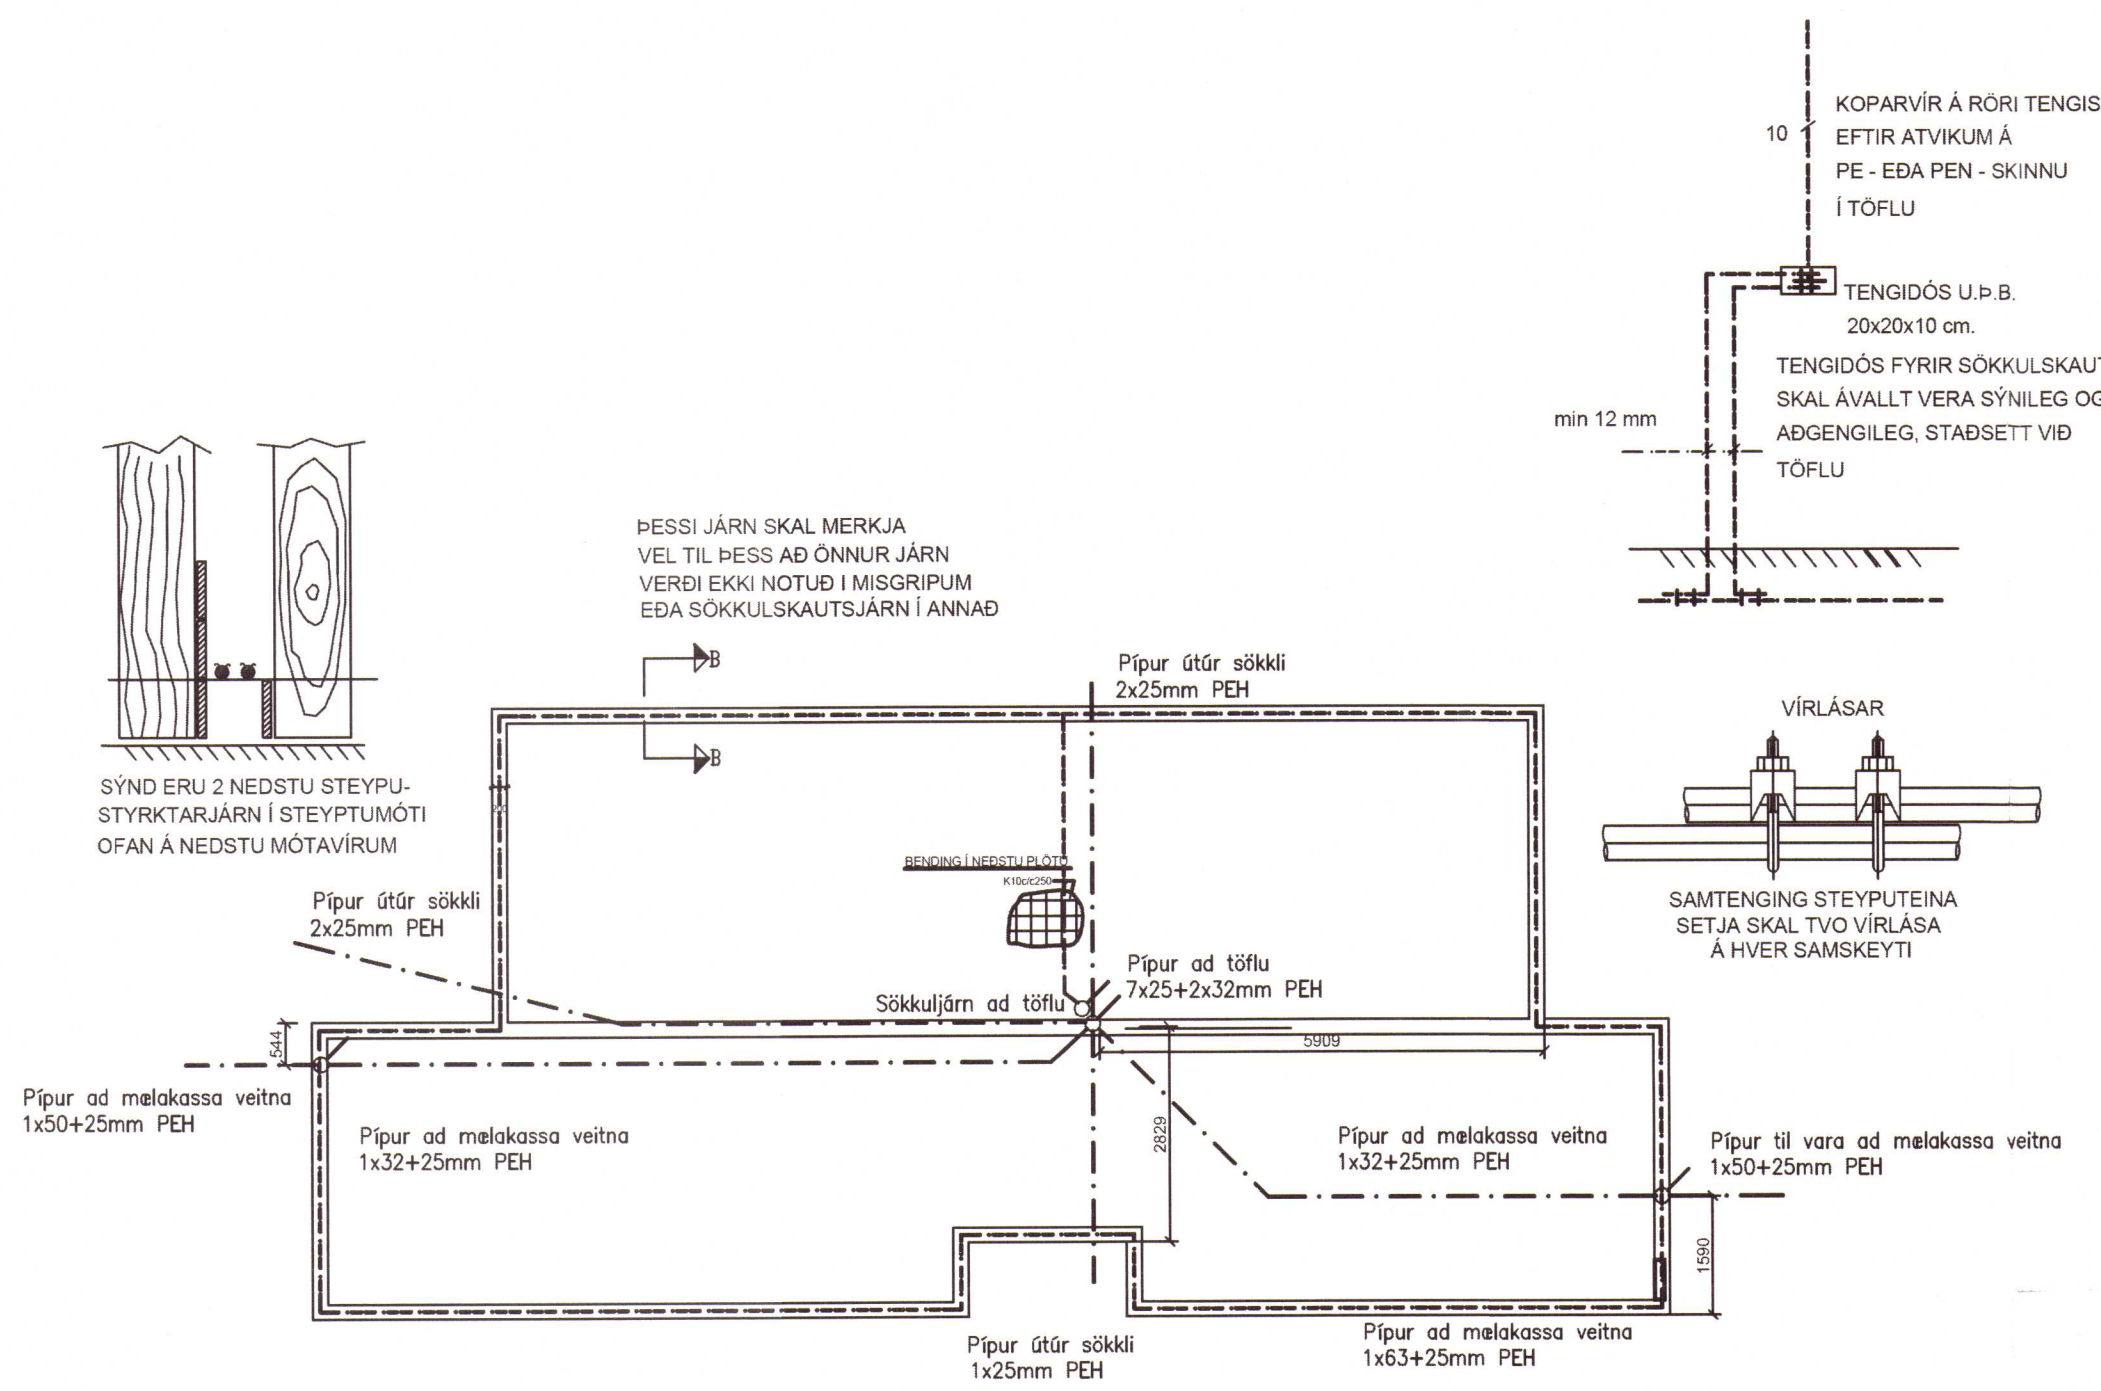 KOPARVÍR Á RÖRI TENGIS
EFTIR ATVIKUM Á
PE - EÐA PEN - SKINNU
Í TÖFLU
10
TENGIDÓS U.Þ.B.
20x20x10 cm.
TENGIDÓS FYRIR SÖKKULSKAUT
SKAL ÁVALLT VERA SÝNILEG OG
AÐGENGILEG, STAÐSETT VIÐ
TÖFLU
min 12 mm
ÞESSI JÁRN SKAL MERKJA
VEL TIL ÞESS AÐ ÖNNUR JÁRN
VERÐI EKKI NOTUÐ I MISGRIPUM
EÐA SÖKKULSKAUTSJÁRN Í ANNAÐ
B
B
Pípur útúr sökkli
2x25mm PEH
VÍRLÁSAR
SÝND ERU 2 NEDSTU STEYPU-
STYRKTARJÁRN Í STEYPTUMÓTI
OFAN Á NEDSTU MÓTAVÍRUM
200
BENDING Í NEÐSTU PLÖTU
K10c/c250
SAMTENGING STEYPUTEINA
SETJA SKAL TVO VÍRLÁSA
Á HVER SAMSKEYTI
Pípur útúr sökkli
2x25mm PEH
Pípur ad töflu
7x25+2x32mm PEH
Sökkuljárn ad töflu
544
5909
Pípur ad mælakassa veitna
1x50+25mm PEH
Pípur ad mælakassa veitna
1x32+25mm PEH
2829
Pípur ad mælakassa veitna
1x32+25mm PEH
Pípur til vara ad mælakassa veitna
1x50+25mm PEH
1590
Pípur útúr sökkli
1x25mm PEH
Pípur ad mælakassa veitna
1x63+25mm PEH